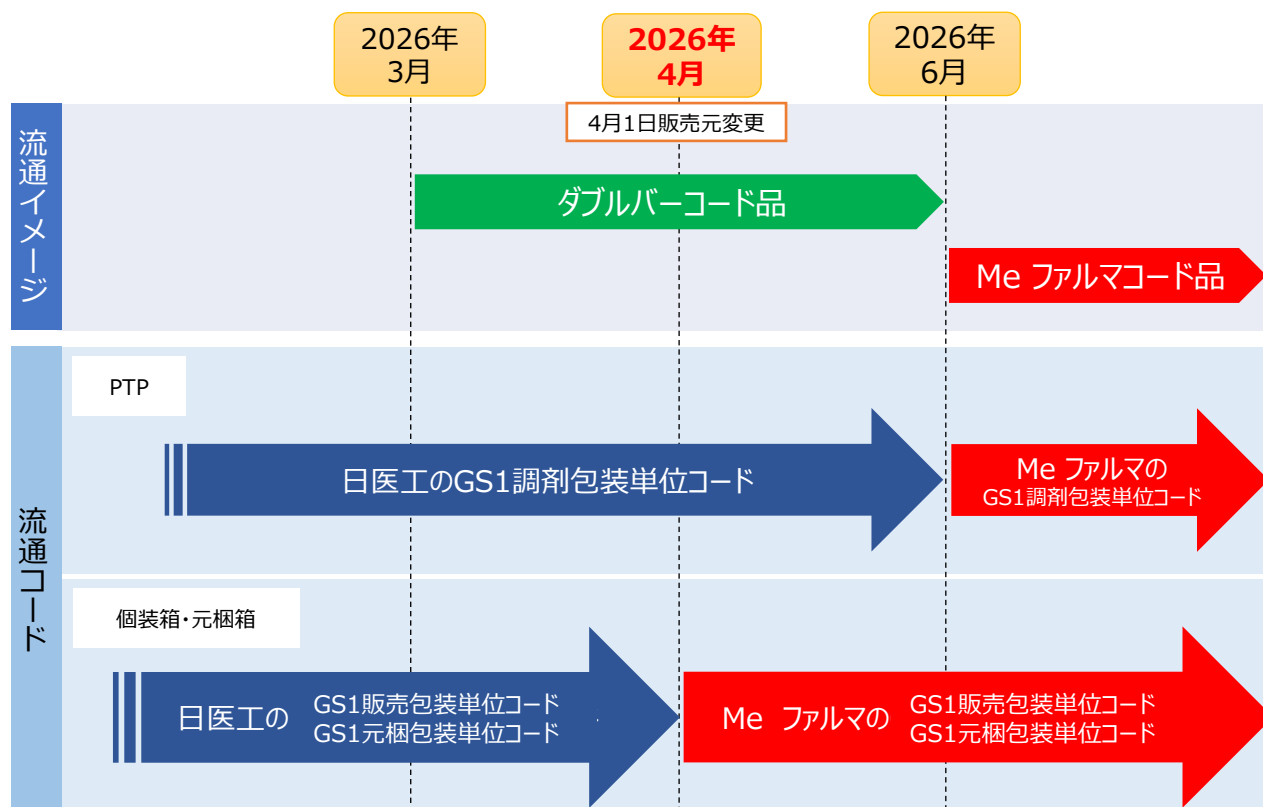 2026年
3月
2026年
4月
2026年
6月
4月1日販売元変更
流通イメージ
ダブルバーコード品
Me ファルマコード品
流通コード
PTP
日医工のGS1調剤包装単位コード
Me ファルマの
GS1調剤包装単位コード
個装箱・元梱箱
日医工の
GS1販売包装単位コード
GS1元梱包装単位コード
Me ファルマの
GS1販売包装単位コード
GS1元梱包装単位コード